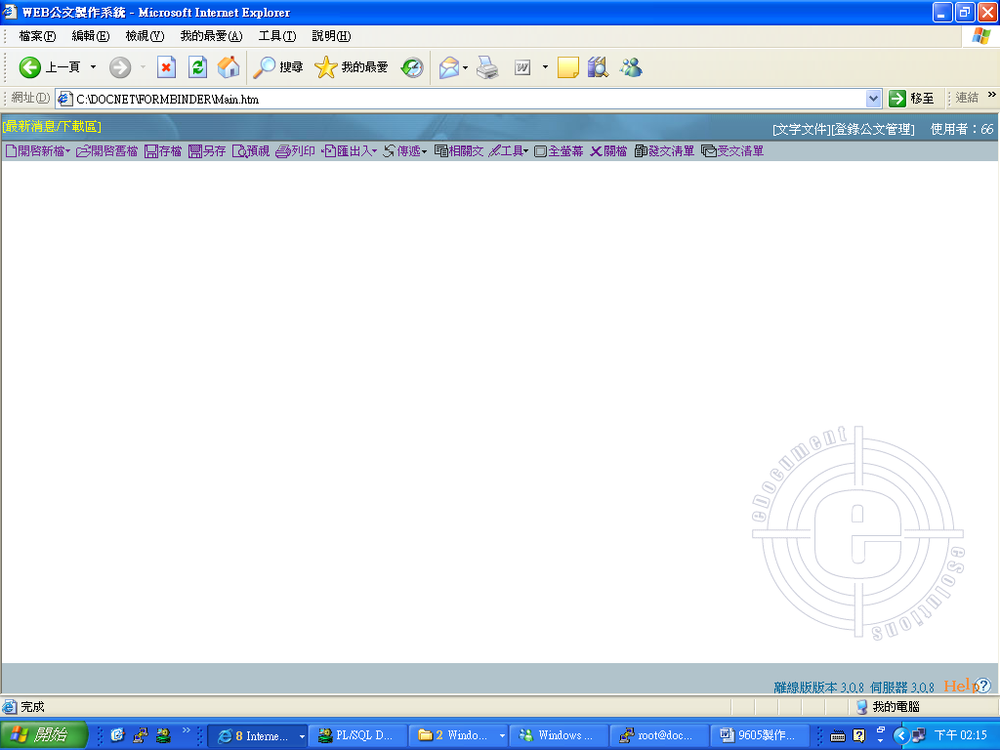 WEB公文製作系統 - Microsoft Internet Explorer
檔案(F) 編輯(E) 檢視(V) 我的最愛(A) 工具(T) 說明(H)
上一頁 搜尋 我的最愛
網址(D) C:\DOCNET\FORMBINDER\Main.htm 移至 連結 »
[最新消息/下載區] [文字文件][登錄公文管理] 使用者：66
開啟新檔 開啟舊檔 存檔 另存 預視 列印 匯出入 傳遞 相關文 工具 全螢幕 關檔 發文清單 受文清單
eDocument
e
eSolutions
離線版版本 3.0.8 伺服器 3.0.8 Help?
完成 我的電腦
開始 » 8 Interne... PL/SQL D... 2 Windo... Windows ... root@doc... 9605製作... 下午 02:15